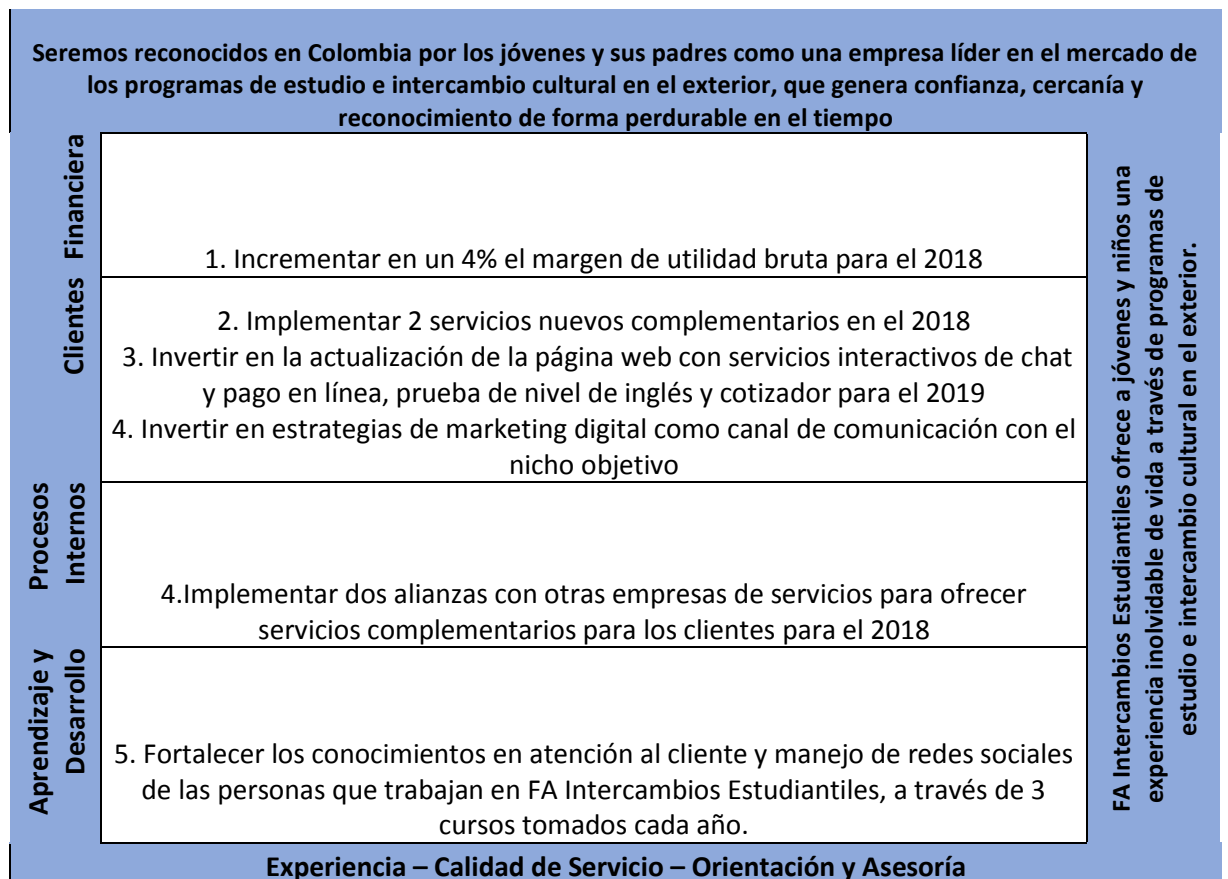 Seremos reconocidos en Colombia por los jóvenes y sus padres como una empresa líder en el mercado de
los programas de estudio e intercambio cultural en el exterior, que genera confianza, cercanía y
reconocimiento de forma perdurable en el tiempo
Financiera
1. Incrementar en un 4% el margen de utilidad bruta para el 2018
Clientes
2. Implementar 2 servicios nuevos complementarios en el 2018
3. Invertir en la actualización de la página web con servicios interactivos de chat
y pago en línea, prueba de nivel de inglés y cotizador para el 2019
4. Invertir en estrategias de marketing digital como canal de comunicación con el
nicho objetivo
Procesos
Internos
4.Implementar dos alianzas con otras empresas de servicios para ofrecer
servicios complementarios para los clientes para el 2018
Aprendizaje y
Desarrollo
5. Fortalecer los conocimientos en atención al cliente y manejo de redes sociales
de las personas que trabajan en FA Intercambios Estudiantiles, a través de 3
cursos tomados cada año.
FA Intercambios Estudiantiles ofrece a jóvenes y niños una
experiencia inolvidable de vida a través de programas de
estudio e intercambio cultural en el exterior.
Experiencia – Calidad de Servicio – Orientación y Asesoría